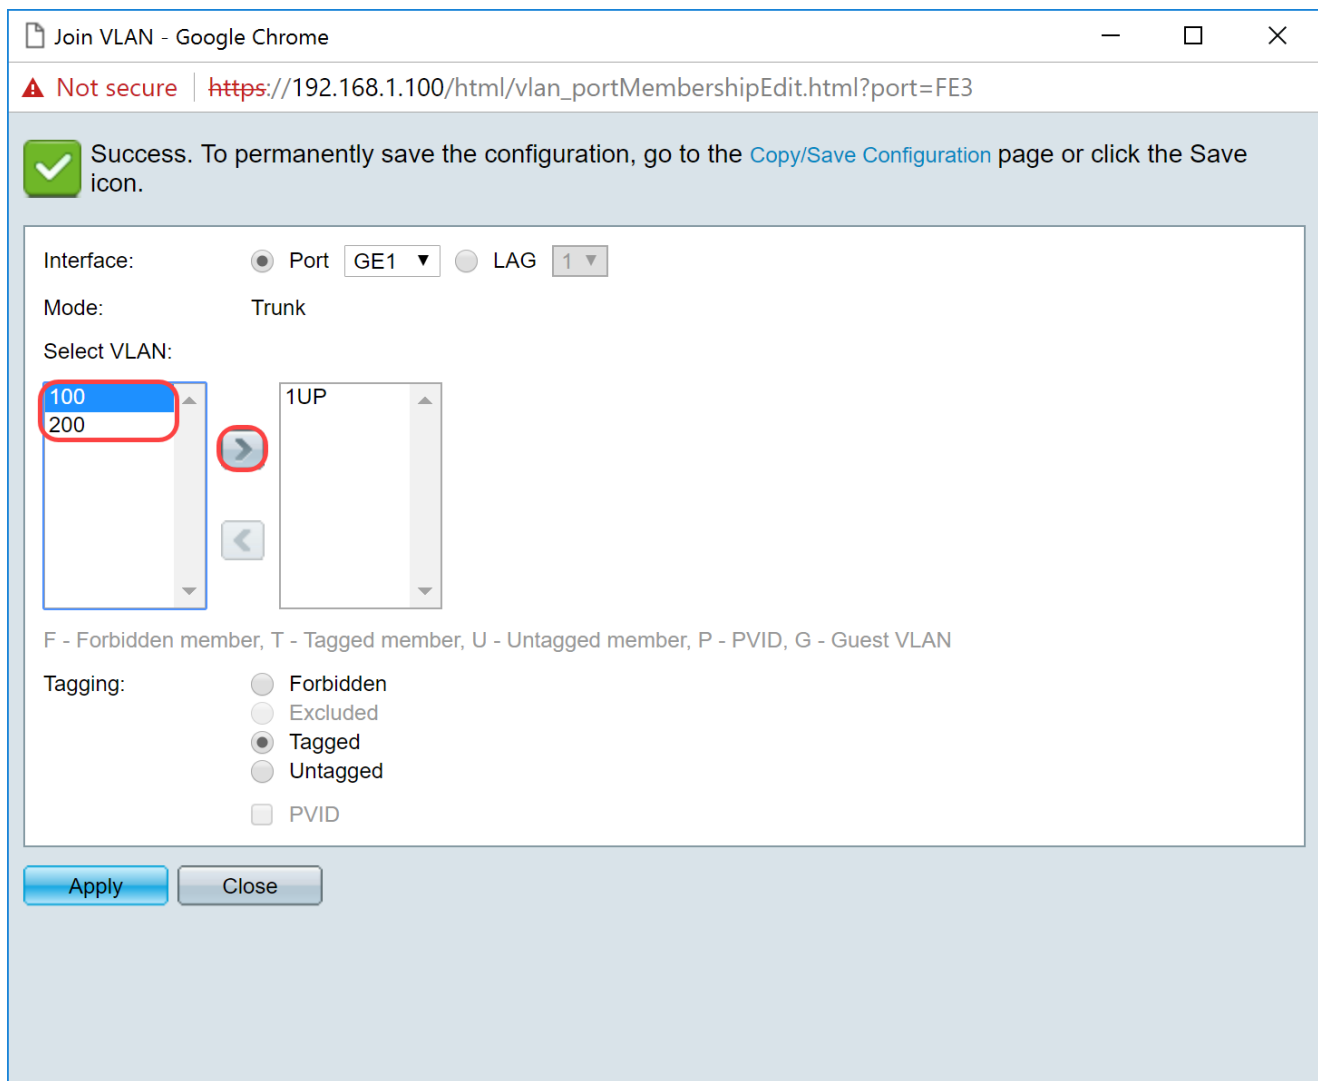 Join VLAN - Google Chrome
Not secure https://192.168.1.100/html/vlan_portMembershipEdit.html?port=FE3
Success. To permanently save the configuration, go to the Copy/Save Configuration page or click the Save
icon.
Interface: Port GE1 LAG 1
Mode: Trunk
Select VLAN:
100 1UP
200
F - Forbidden member, T - Tagged member, U - Untagged member, P - PVID, G - Guest VLAN
Tagging: Forbidden
Excluded
Tagged
Untagged
PVID
Apply Close